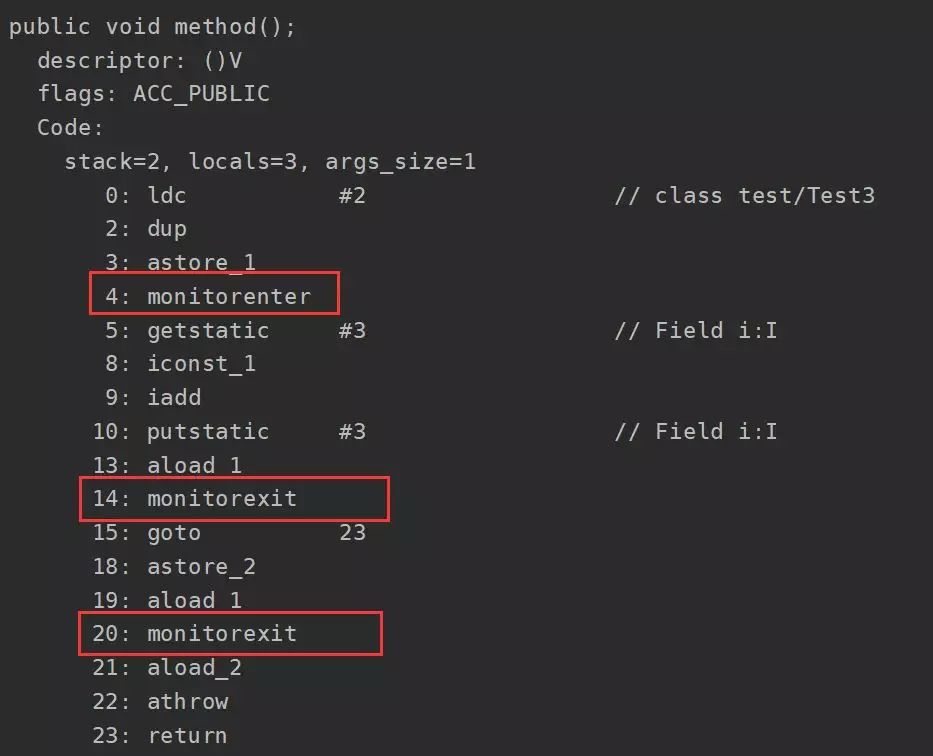 public void method();
descriptor: ()V
flags: ACC_PUBLIC
Code:
stack=2, locals=3, args_size=1
0: ldc #2 // class test/Test3
2: dup
3: astore_1
4: monitorenter
5: getstatic #3 // Field i:I
8: iconst_1
9: iadd
10: putstatic #3 // Field i:I
13: aload_1
14: monitorexit
15: goto 23
18: astore_2
19: aload_1
20: monitorexit
21: aload_2
22: athrow
23: return